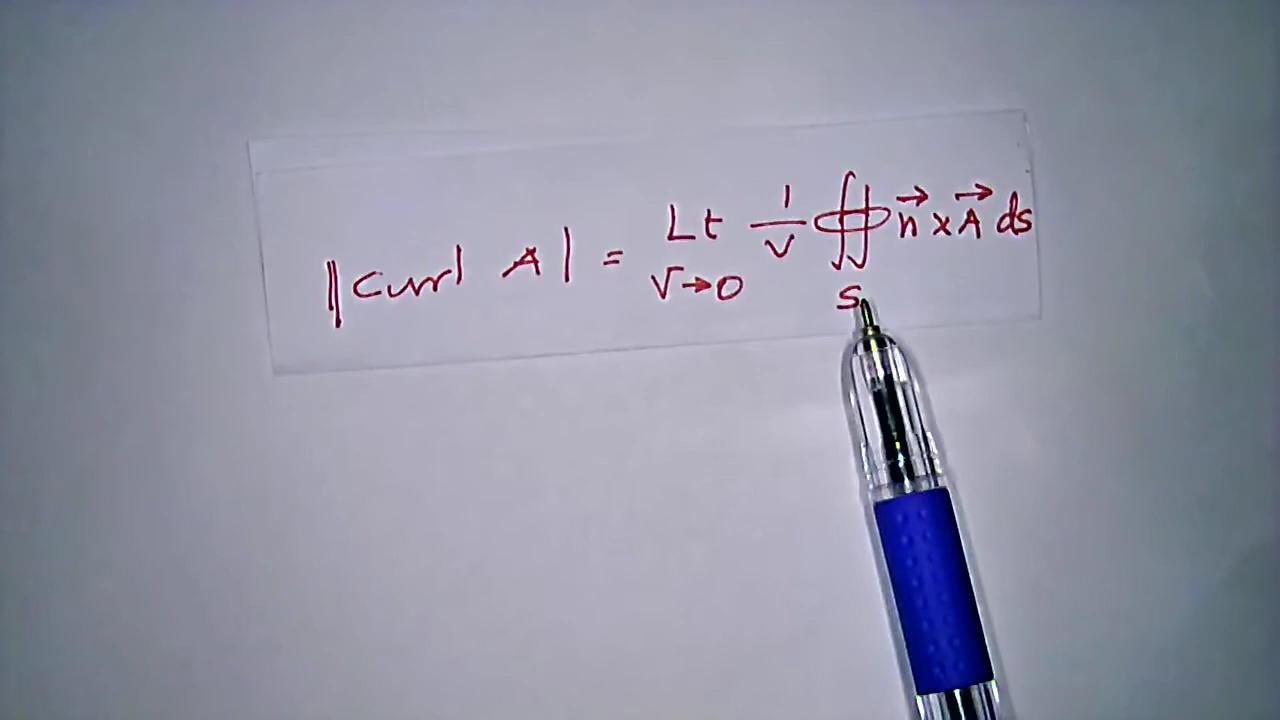 |Curl A| = Lt V→0 1/V ∯S n⃗ x A⃗ ds